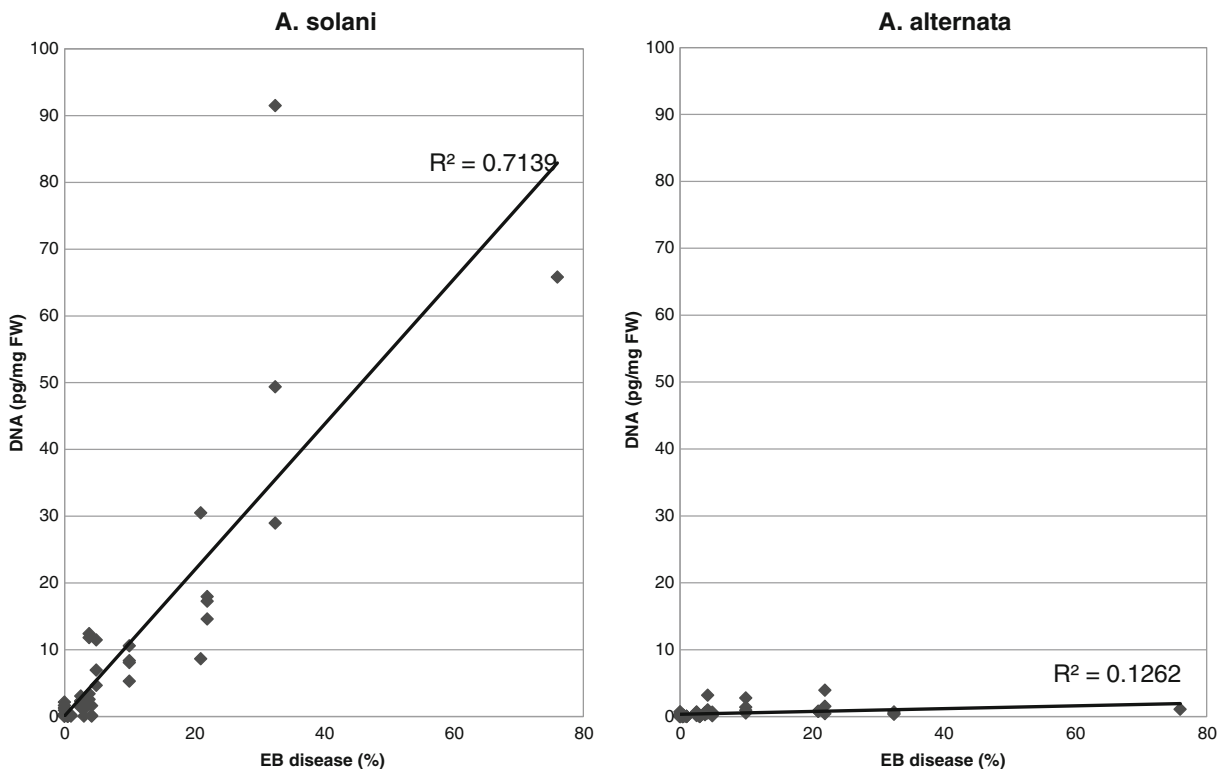 A. solani
100
90
80
70
60
50
40
30
20
10
0
DNA (pg/mg FW)
R² = 0.7139
0 20 40 60 80
EB disease (%)
A. alternata
100
90
80
70
60
50
40
30
20
10
0
DNA (pg/mg FW)
R² = 0.1262
0 20 40 60 80
EB disease (%)